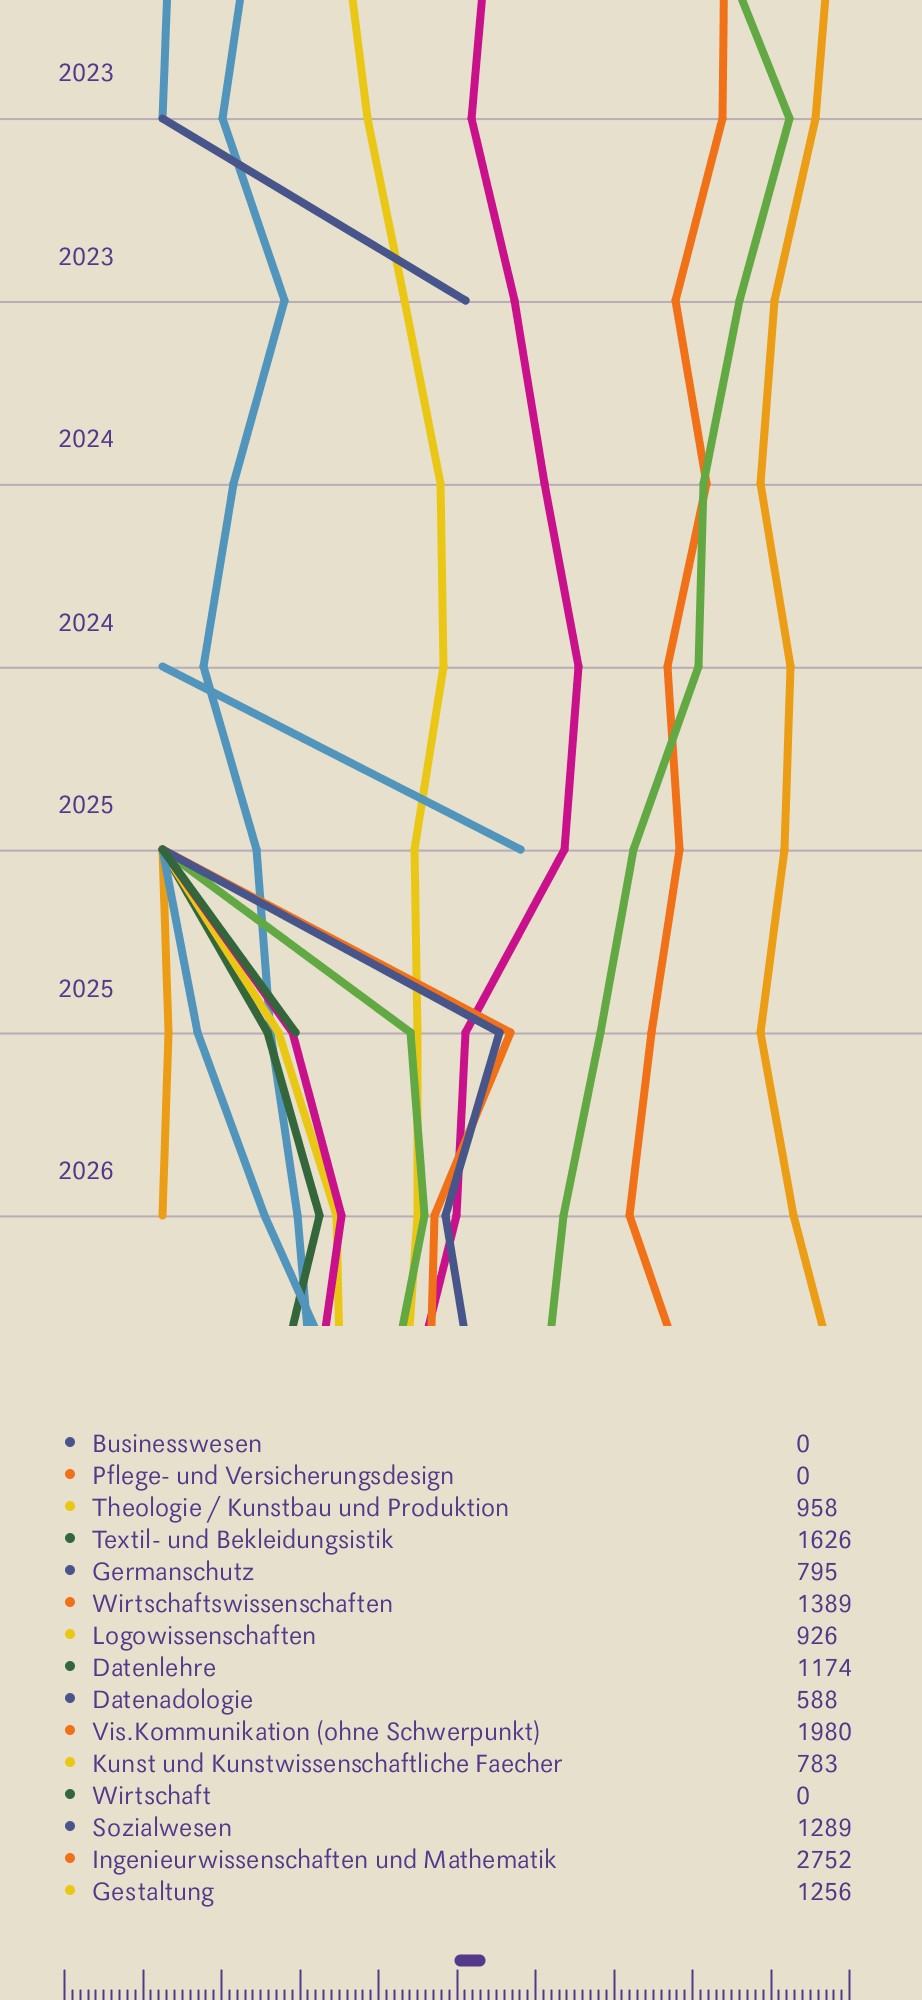 2023
2023
2024
2024
2025
2025
2026
Businesswesen 0
Pflege- und Versicherungsdesign 0
Theologie / Kunstbau und Produktion 958
Textil- und Bekleidungsistik 1626
Germanschutz 795
Wirtschaftswissenschaften 1389
Logowissenschaften 926
Datenlehre 1174
Datenadologie 588
Vis.Kommunikation (ohne Schwerpunkt) 1980
Kunst und Kunstwissenschaftliche Faecher 783
Wirtschaft 0
Sozialwesen 1289
Ingenieurwissenschaften und Mathematik 2752
Gestaltung 1256